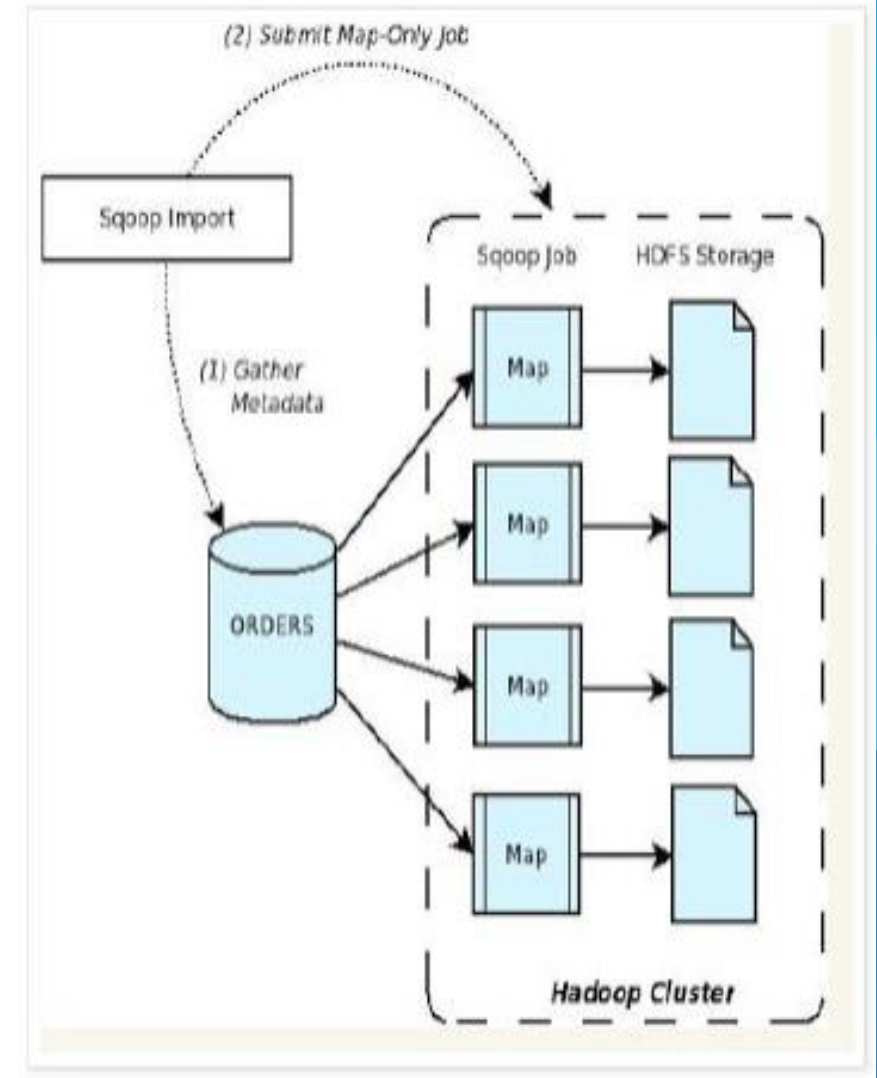 (2) Submit Map-Only Job
Sqoop Import
Sqoop Job
HDFS Storage
(1) Gather
Metadata
Map
Map
ORDERS
Map
Map
Hadoop Cluster